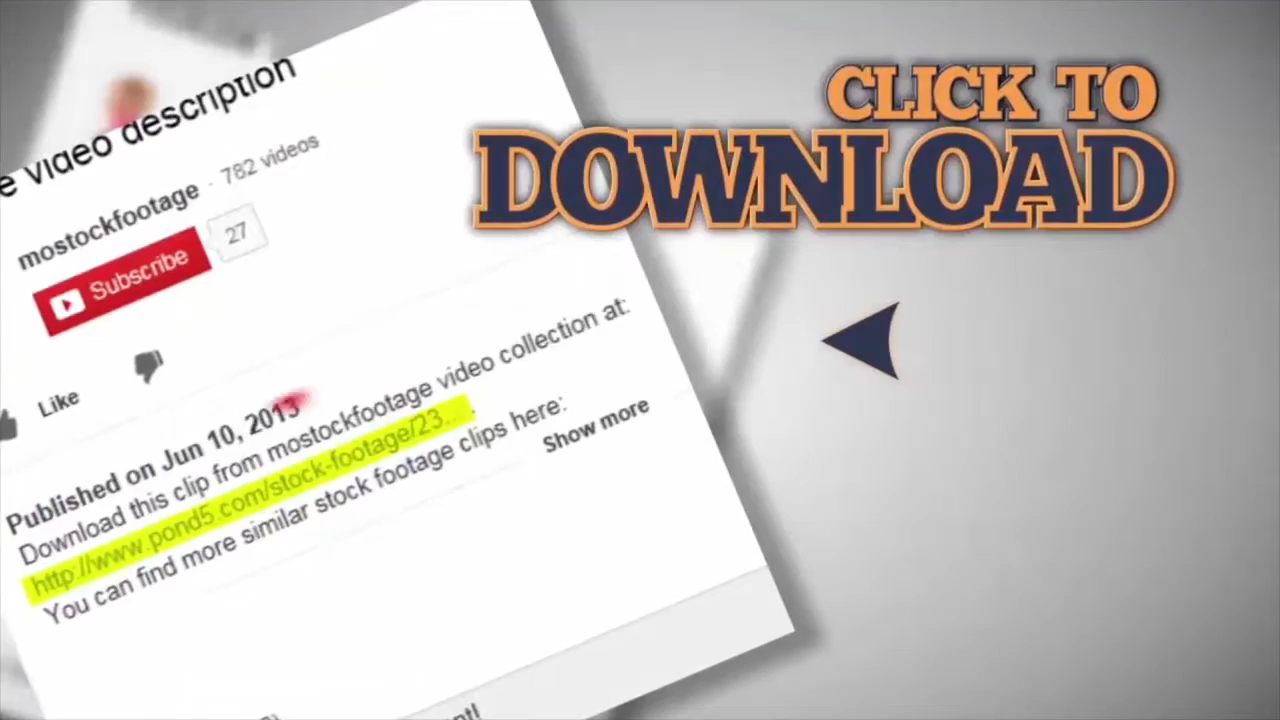 CLICK TO
DOWNLOAD
e video description
mostockfootage · 782 videos
Subscribe 27
Like
Published on Jun 10, 2013
Download this clip from mostockfootage video collection at:
http://www.pond5.com/stock-footage/23... .
You can find more similar stock footage clips here:
Show more